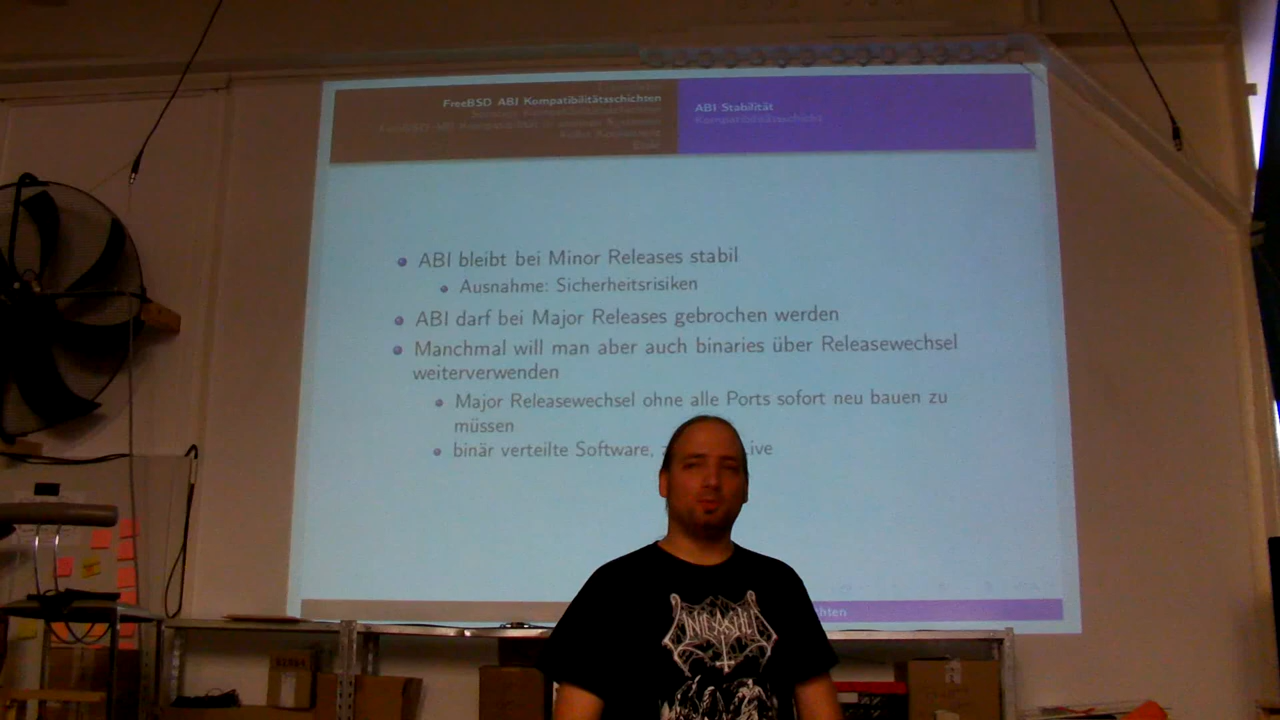 FreeBSD ABI Kompatibilitätsschichten
ABI Stabilität
Kompatibilitätsschicht
ABI bleibt bei Minor Releases stabil
Ausnahme: Sicherheitsrisiken
ABI darf bei Major Releases gebrochen werden
Manchmal will man aber auch binaries über Releasewechsel
weiterverwenden
Major Releasewechsel ohne alle Ports sofort neu bauen zu
müssen
binär verteilte Software,
UNLEASHED